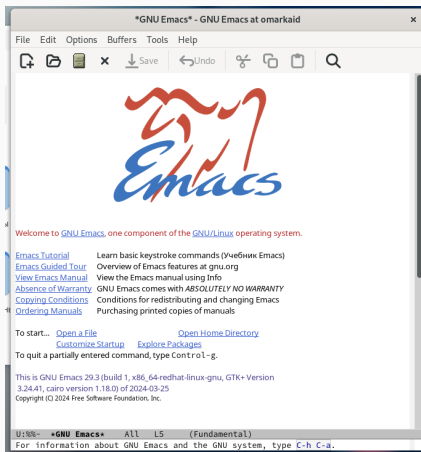 *GNU Emacs* - GNU Emacs at omarkaid ×
File Edit Options Buffers Tools Help
Save Undo
Emacs
Welcome to GNU Emacs, one component of the GNU/Linux operating system.
Emacs Tutorial Learn basic keystroke commands (Учебник Emacs)
Emacs Guided Tour Overview of Emacs features at gnu.org
View Emacs Manual View the Emacs manual using Info
Absence of Warranty GNU Emacs comes with ABSOLUTELY NO WARRANTY
Copying Conditions Conditions for redistributing and changing Emacs
Ordering Manuals Purchasing printed copies of manuals
To start... Open a File Open Home Directory
Customize Startup Explore Packages
To quit a partially entered command, type Control-g.
This is GNU Emacs 29.3 (build 1, x86_64-redhat-linux-gnu, GTK+ Version
3.24.41, cairo version 1.18.0) of 2024-03-25
Copyright (C) 2024 Free Software Foundation, Inc.
U:%%- *GNU Emacs* All L5 (Fundamental)
For information about GNU Emacs and the GNU system, type C-h C-a.